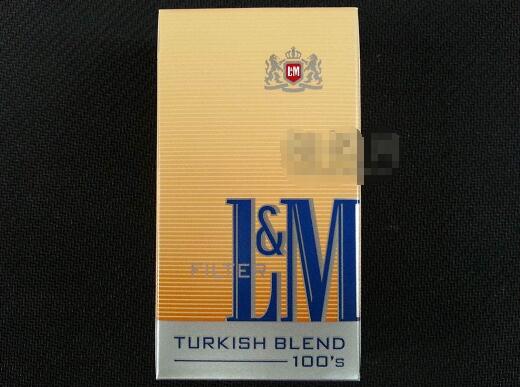 L&M
L&M
FILTER
TURKISH BLEND
100's